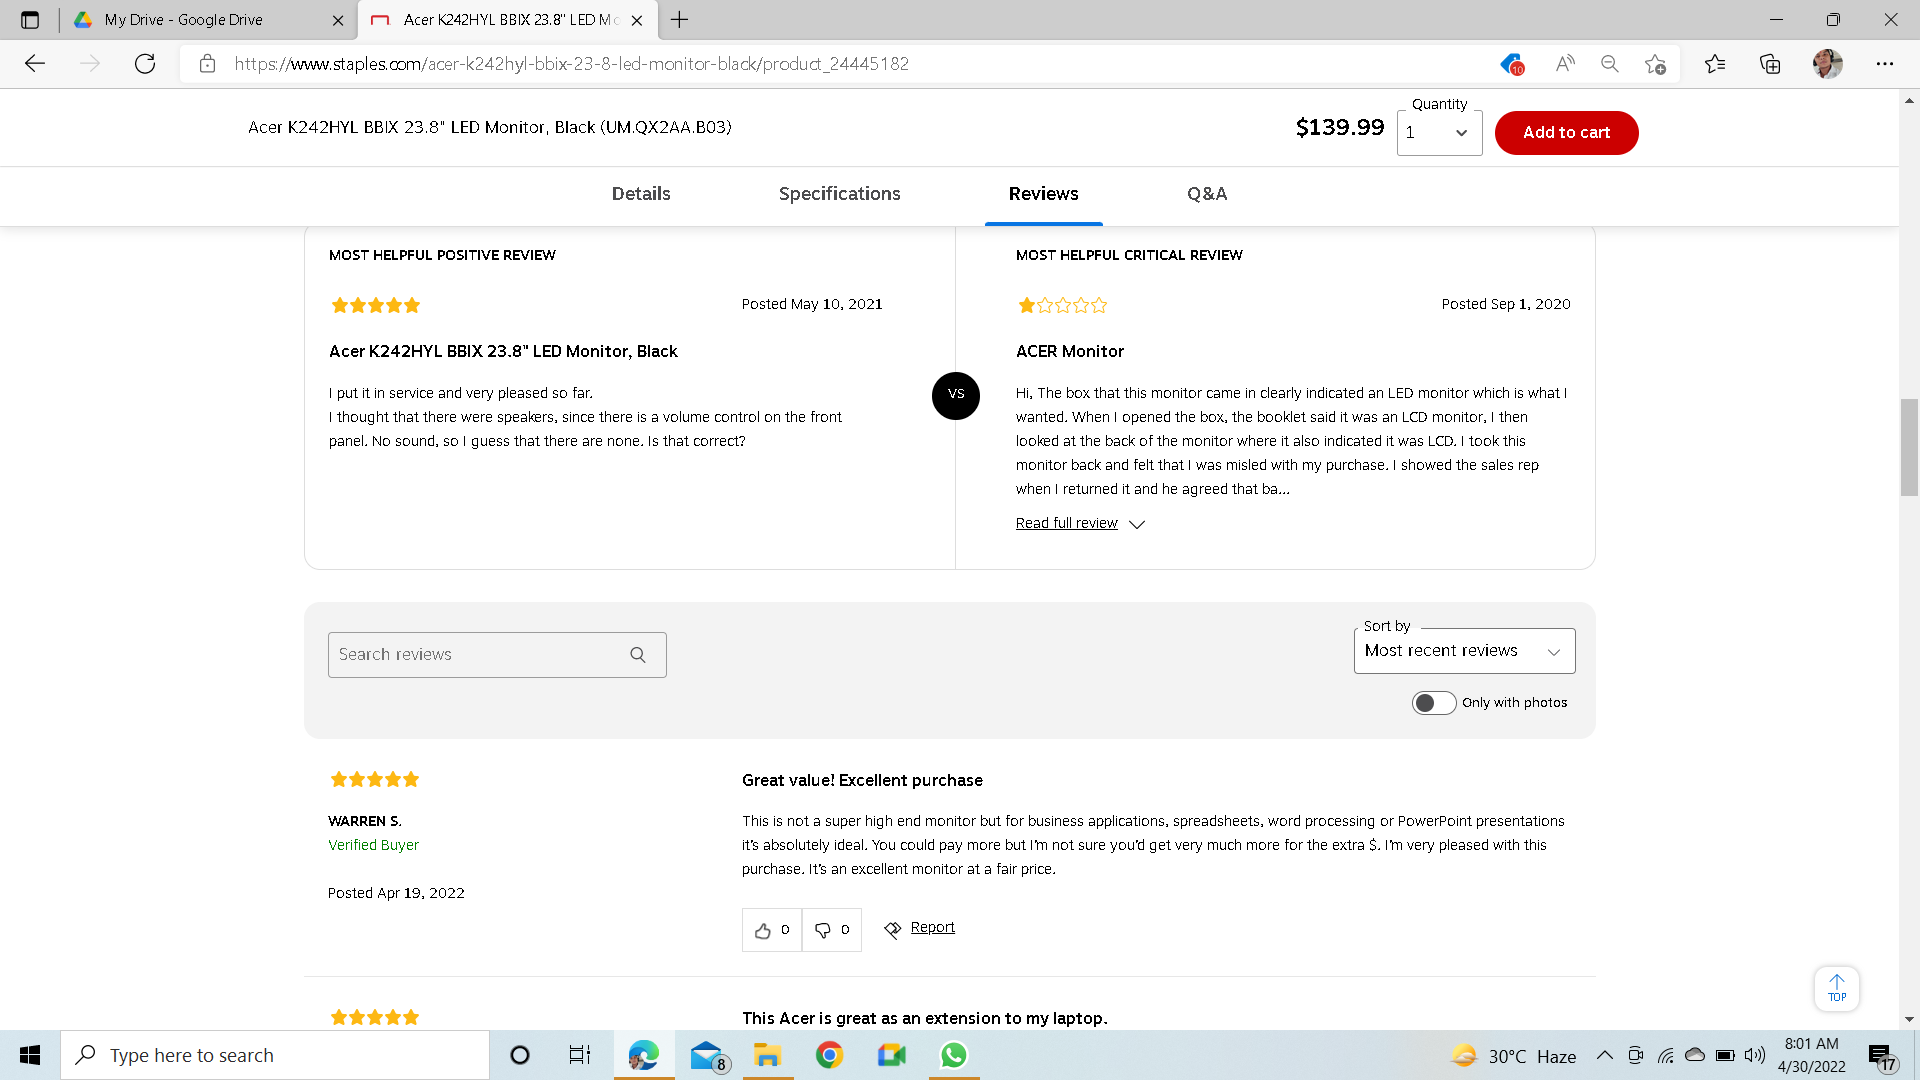 My Drive - Google Drive
Acer K242HYL BBIX 23.8" LED Mo
https://www.staples.com/acer-k242hyl-bbix-23-8-led-monitor-black/product_24445182
10
Acer K242HYL BBIX 23.8" LED Monitor, Black (UM.QX2AA.B03)
$139.99
Quantity
1
Add to cart
Details
Specifications
Reviews
Q&A
MOST HELPFUL POSITIVE REVIEW
Posted May 10, 2021
Acer K242HYL BBIX 23.8" LED Monitor, Black
I put it in service and very pleased so far.
I thought that there were speakers, since there is a volume control on the front
panel. No sound, so I guess that there are none. Is that correct?
VS
MOST HELPFUL CRITICAL REVIEW
Posted Sep 1, 2020
ACER Monitor
Hi, The box that this monitor came in clearly indicated an LED monitor which is what I
wanted. When I opened the box, the booklet said it was an LCD monitor, I then
looked at the back of the monitor where it also indicated it was LCD. I took this
monitor back and felt that I was misled with my purchase. I showed the sales rep
when I returned it and he agreed that ba...
Read full review
Search reviews
Sort by
Most recent reviews
Only with photos
WARREN S.
Verified Buyer
Posted Apr 19, 2022
Great value! Excellent purchase
This is not a super high end monitor but for business applications, spreadsheets, word processing or PowerPoint presentations
it's absolutely ideal. You could pay more but I'm not sure you'd get very much more for the extra $. I'm very pleased with this
purchase. It's an excellent monitor at a fair price.
0
0
Report
TOP
This Acer is great as an extension to my laptop.
Type here to search
8
30°C Haze
8:01 AM
4/30/2022
17